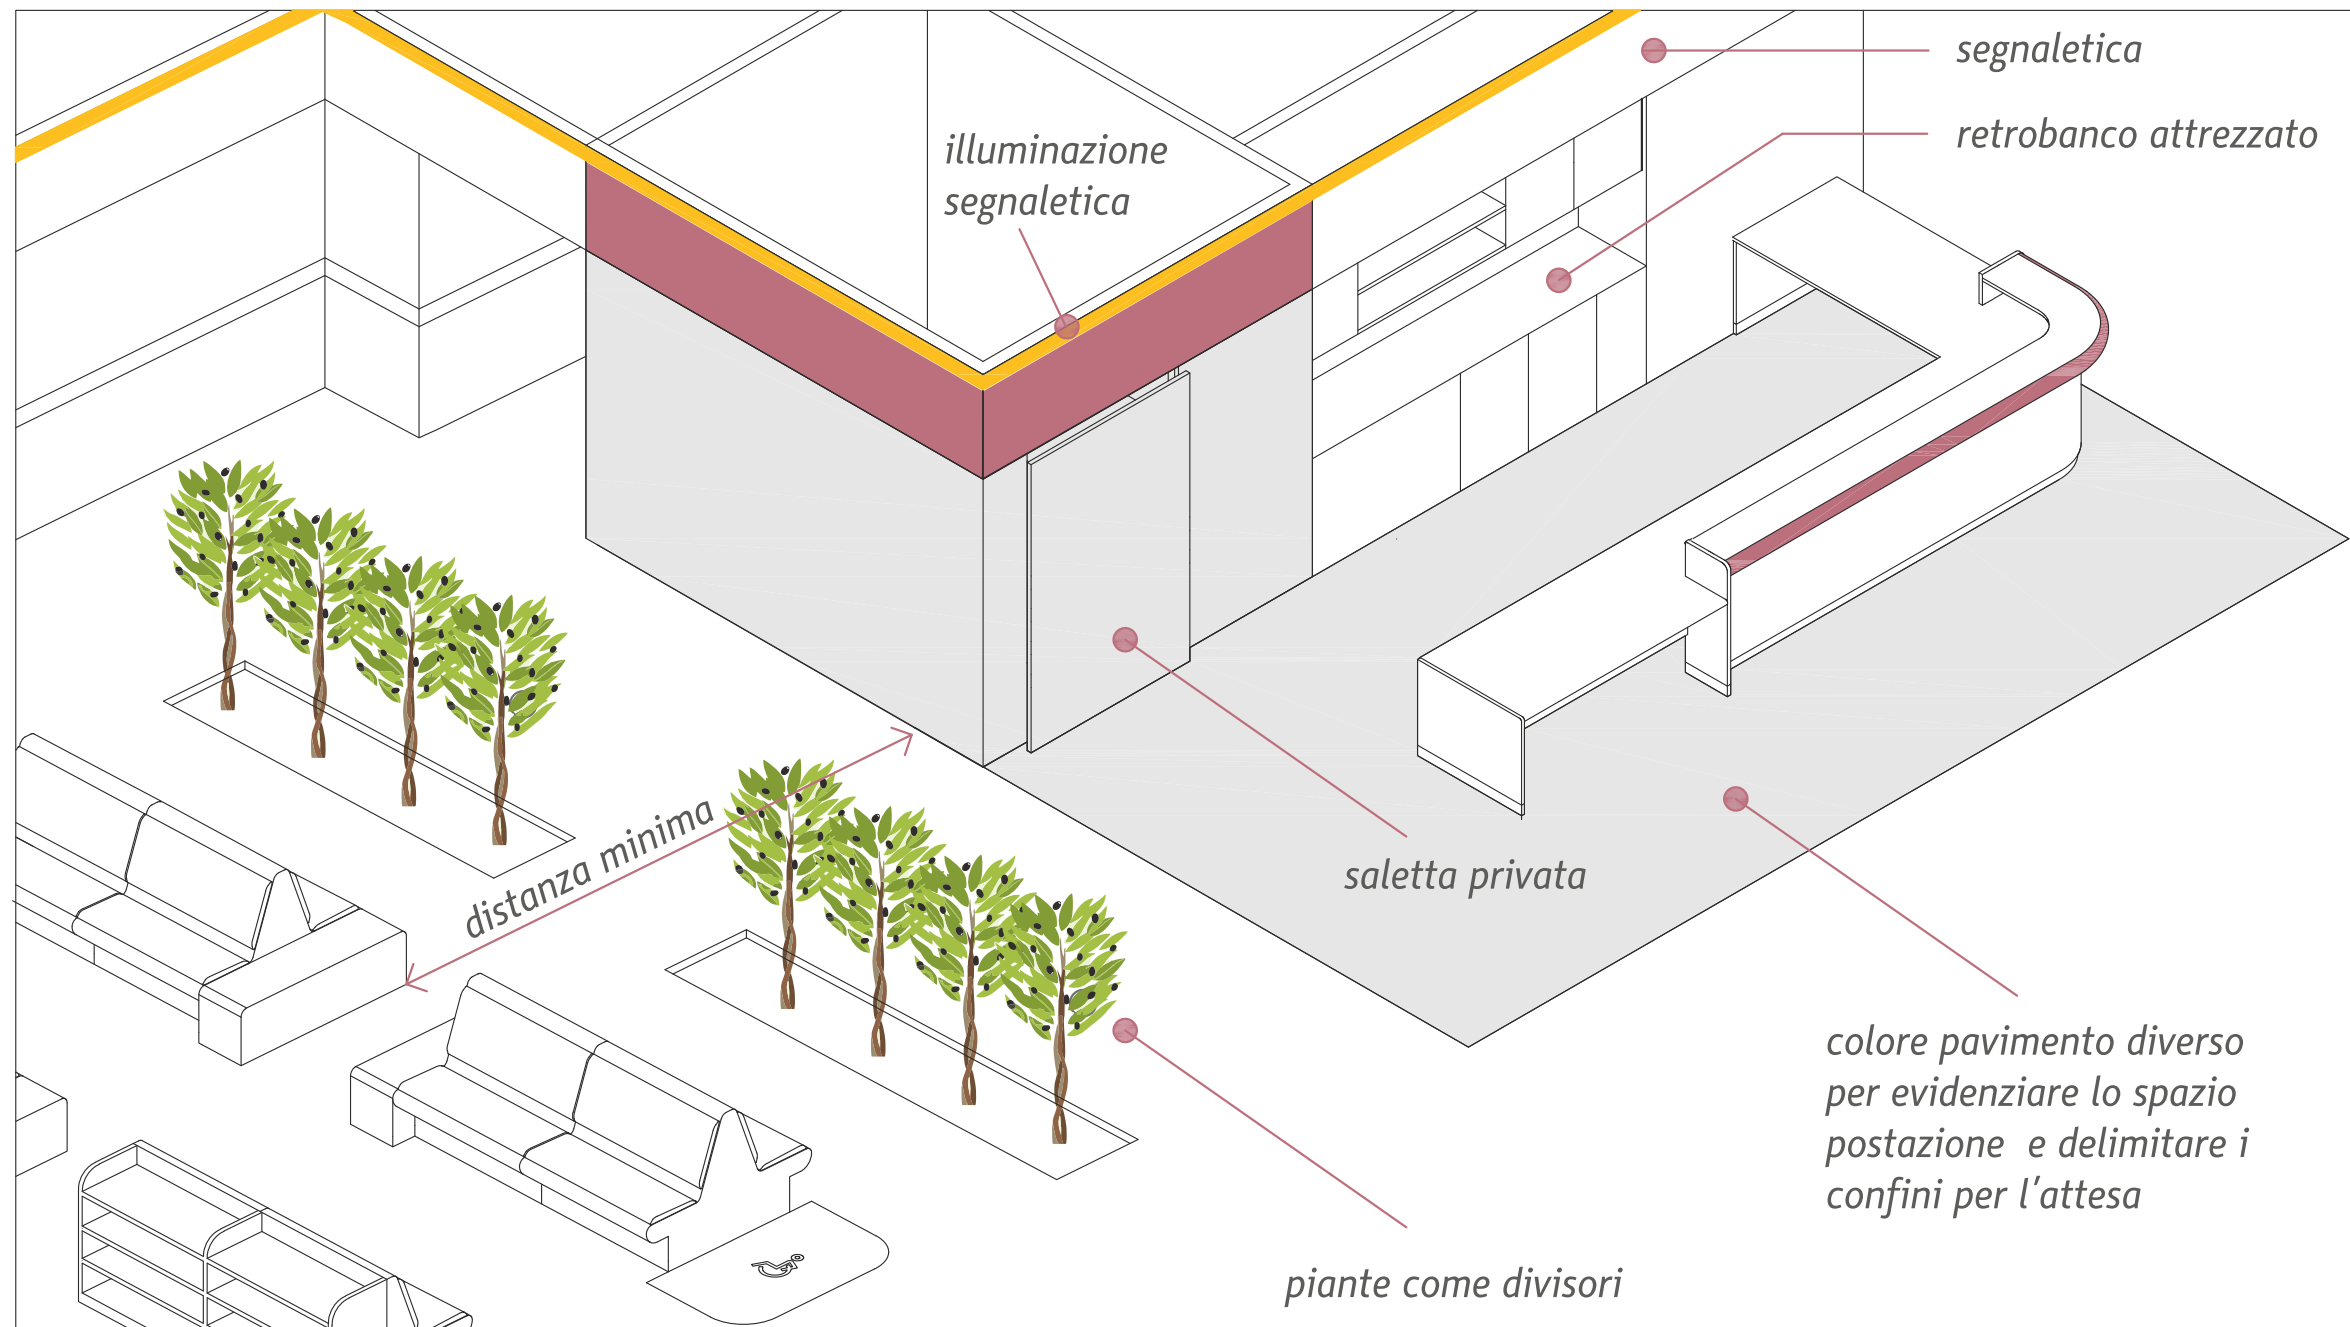 segnaletica
retrobanco attrezzato
illuminazione
segnaletica
distanza minima
saletta privata
colore pavimento diverso
per evidenziare lo spazio
postazione  e delimitare i
confini per l'attesa
piante come divisori